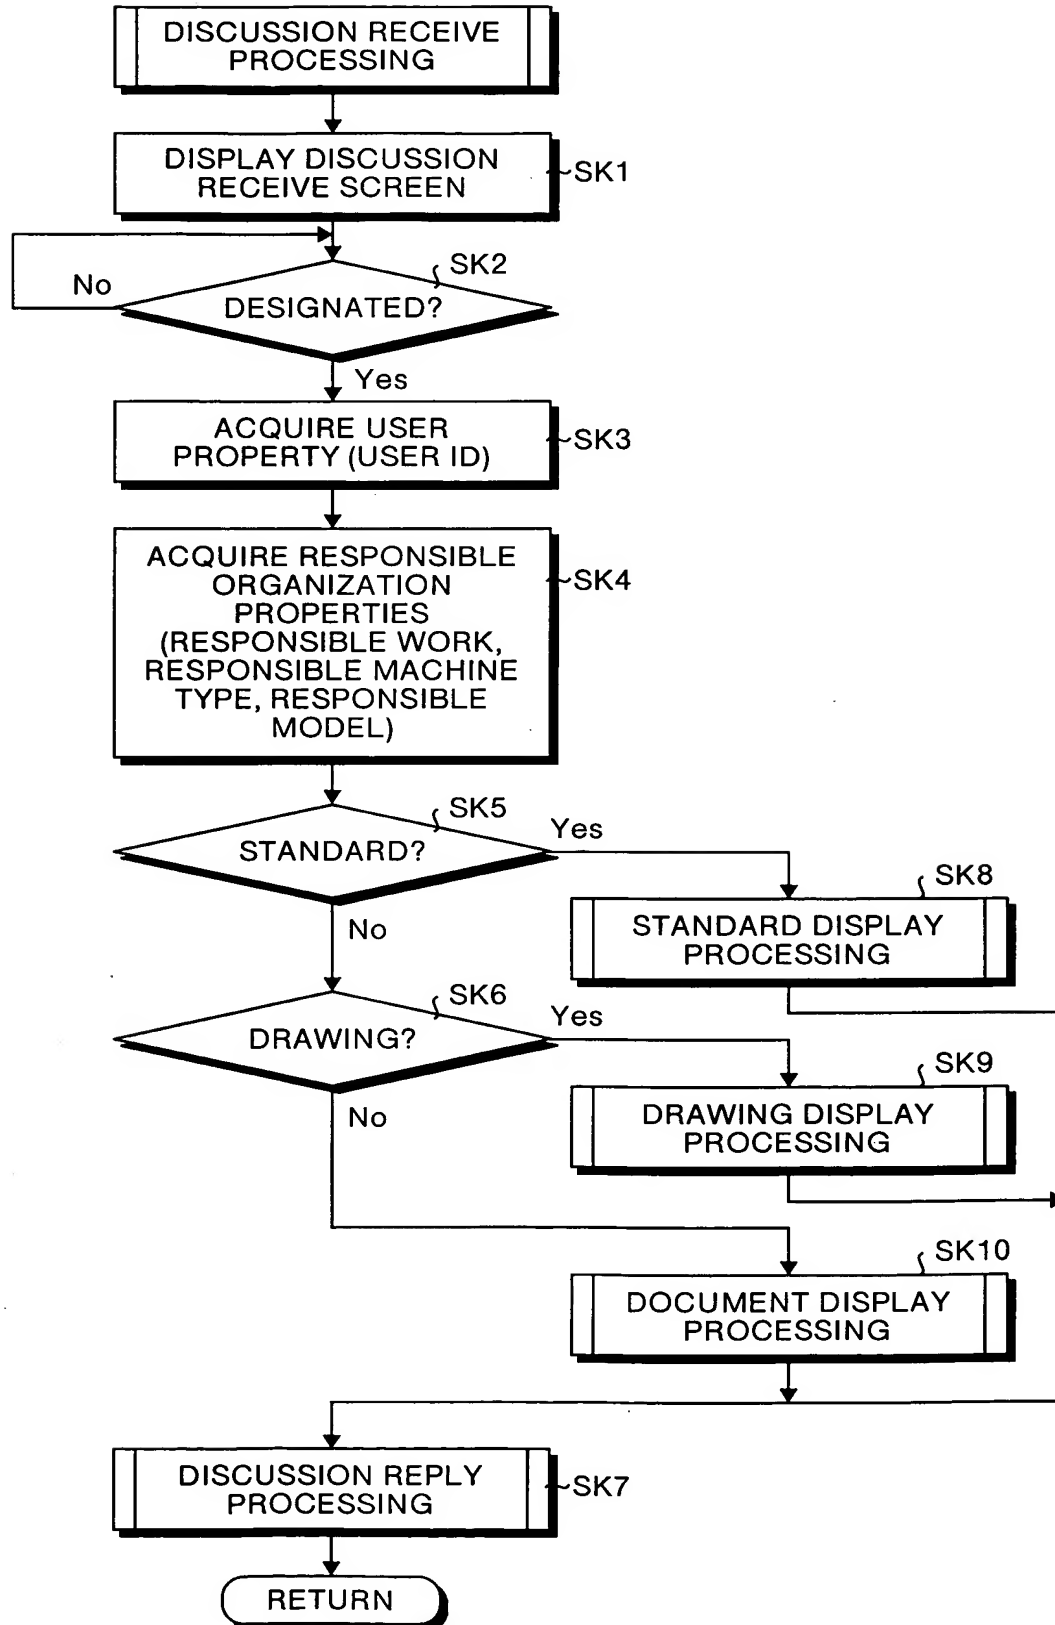 DISCUSSION RECEIVE
PROCESSING
DISPLAY DISCUSSION
RECEIVE SCREEN
SK1
SK2
No
DESIGNATED?
Yes
ACQUIRE USER
PROPERTY (USER ID)
SK3
ACQUIRE RESPONSIBLE
ORGANIZATION
PROPERTIES
(RESPONSIBLE WORK,
RESPONSIBLE MACHINE
TYPE, RESPONSIBLE
MODEL)
SK4
SK5
STANDARD?
Yes
No
SK8
STANDARD DISPLAY
PROCESSING
SK6
DRAWING?
Yes
No
SK9
DRAWING DISPLAY
PROCESSING
SK10
DOCUMENT DISPLAY
PROCESSING
DISCUSSION REPLY
PROCESSING
SK7
RETURN